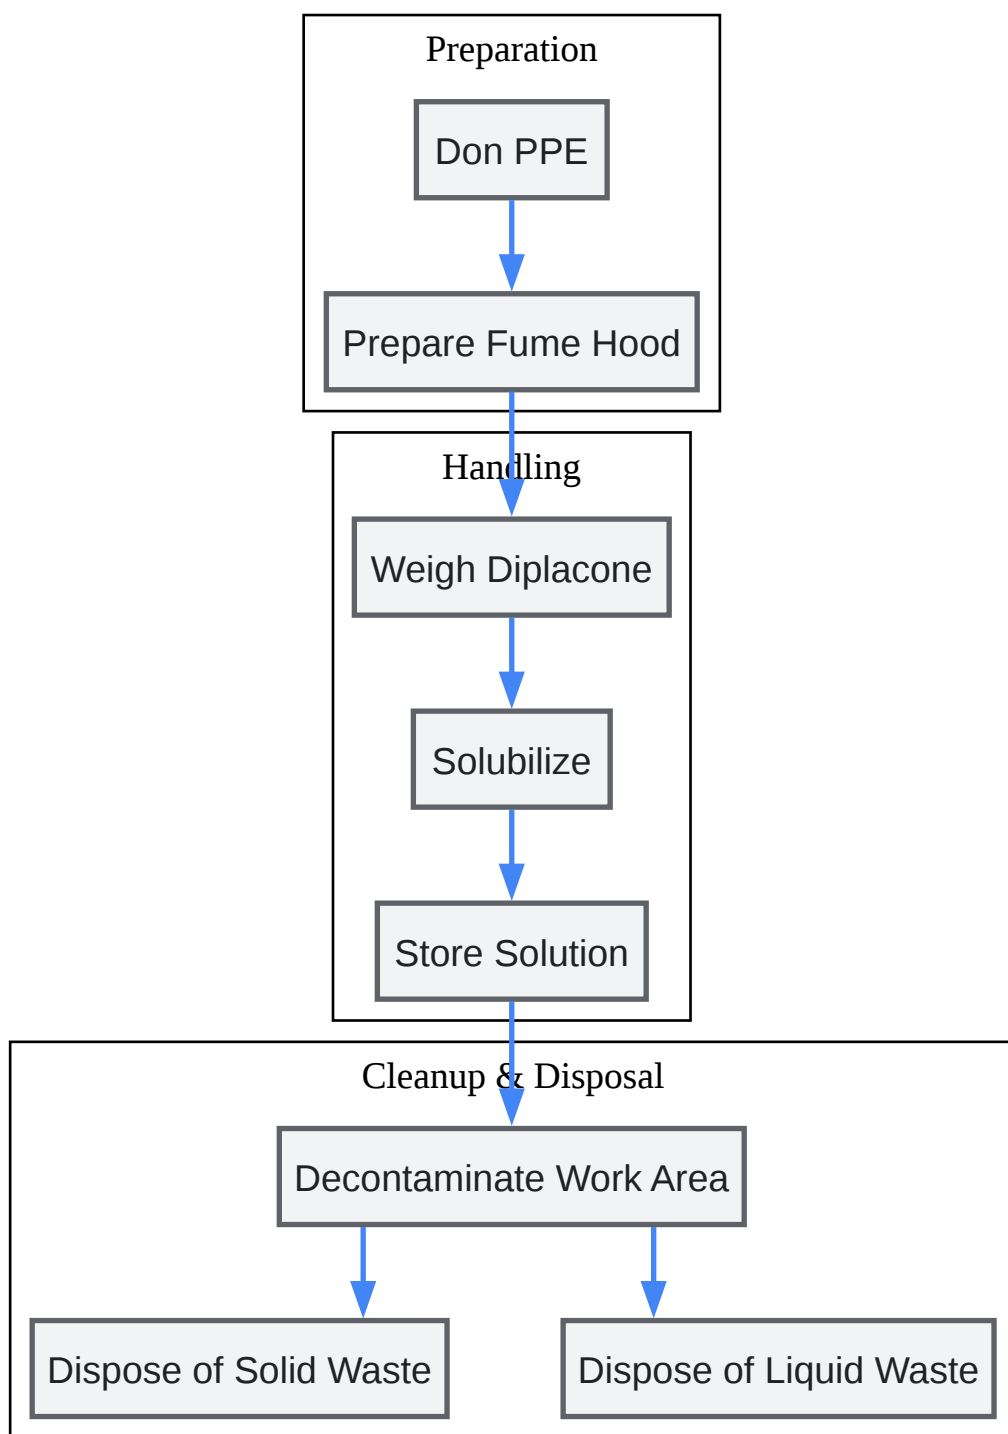 Preparation
Don PPE
Prepare Fume Hood
Handling
Weigh Diplacone
Solubilize
Store Solution
Cleanup & Disposal
Decontaminate Work Area
Dispose of Solid Waste
Dispose of Liquid Waste